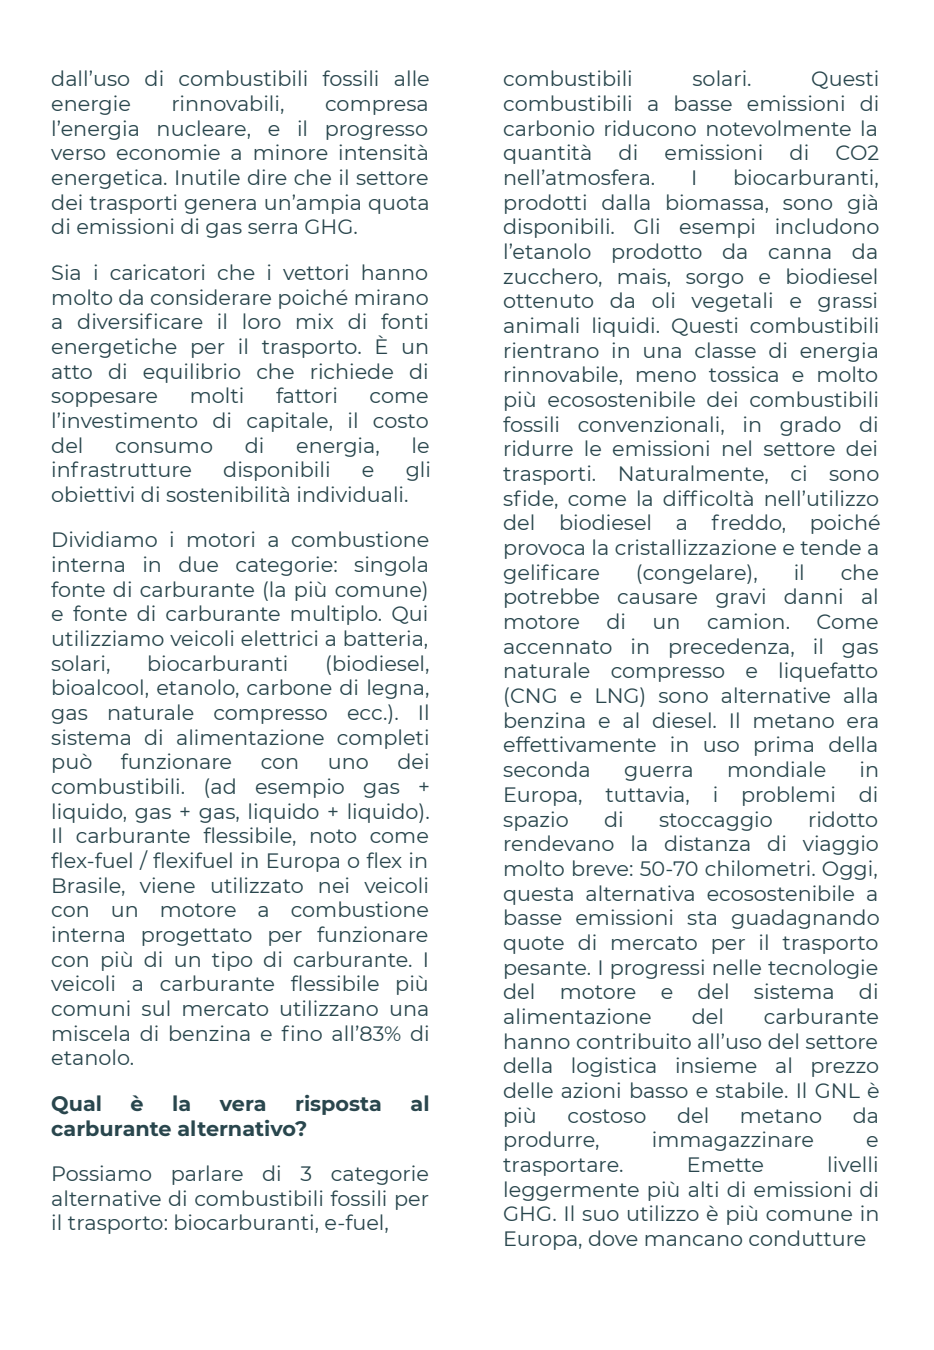 dall’uso di combustibili fossili alle
energie rinnovabili, compresa
l’energia nucleare, e il progresso
verso economie a minore intensità
energetica. Inutile dire che il settore
dei trasporti genera un’ampia quota
di emissioni di gas serra GHG.
Sia i caricatori che i vettori hanno
molto da considerare poiché mirano
a diversificare il loro mix di fonti
energetiche per il trasporto. È un
atto di equilibrio che richiede di
soppesare molti fattori come
l’investimento di capitale, il costo
del consumo di energia, le
infrastrutture disponibili e gli
obiettivi di sostenibilità individuali.
Dividiamo i motori a combustione
interna in due categorie: singola
fonte di carburante (la più comune)
e fonte di carburante multiplo. Qui
utilizziamo veicoli elettrici a batteria,
solari, biocarburanti (biodiesel,
bioalcool, etanolo, carbone di legna,
gas naturale compresso ecc.). Il
sistema di alimentazione completi
può funzionare con uno dei
combustibili. (ad esempio gas +
liquido, gas + gas, liquido + liquido).
Il carburante flessibile, noto come
flex-fuel / flexifuel in Europa o flex in
Brasile, viene utilizzato nei veicoli
con un motore a combustione
interna progettato per funzionare
con più di un tipo di carburante. I
veicoli a carburante flessibile più
comuni sul mercato utilizzano una
miscela di benzina e fino all’83% di
etanolo.
Qual è la vera risposta al
carburante alternativo?
Possiamo parlare di 3 categorie
alternative di combustibili fossili per
il trasporto: biocarburanti, e-fuel,
combustibili solari. Questi
combustibili a basse emissioni di
carbonio riducono notevolmente la
quantità di emissioni di CO2
nell’atmosfera. I biocarburanti,
prodotti dalla biomassa, sono già
disponibili. Gli esempi includono
l’etanolo prodotto da canna da
zucchero, mais, sorgo e biodiesel
ottenuto da oli vegetali e grassi
animali liquidi. Questi combustibili
rientrano in una classe di energia
rinnovabile, meno tossica e molto
più ecosostenibile dei combustibili
fossili convenzionali, in grado di
ridurre le emissioni nel settore dei
trasporti. Naturalmente, ci sono
sfide, come la difficoltà nell’utilizzo
del biodiesel a freddo, poiché
provoca la cristallizzazione e tende a
gelificare (congelare), il che
potrebbe causare gravi danni al
motore di un camion. Come
accennato in precedenza, il gas
naturale compresso e liquefatto
(CNG e LNG) sono alternative alla
benzina e al diesel. Il metano era
effettivamente in uso prima della
seconda guerra mondiale in
Europa, tuttavia, i problemi di
spazio di stoccaggio ridotto
rendevano la distanza di viaggio
molto breve: 50-70 chilometri. Oggi,
questa alternativa ecosostenibile a
basse emissioni sta guadagnando
quote di mercato per il trasporto
pesante. I progressi nelle tecnologie
del motore e del sistema di
alimentazione del carburante
hanno contribuito all’uso del settore
della logistica insieme al prezzo
delle azioni basso e stabile. Il GNL è
più costoso del metano da
produrre, immagazzinare e
trasportare. Emette livelli
leggermente più alti di emissioni di
GHG. Il suo utilizzo è più comune in
Europa, dove mancano condutture